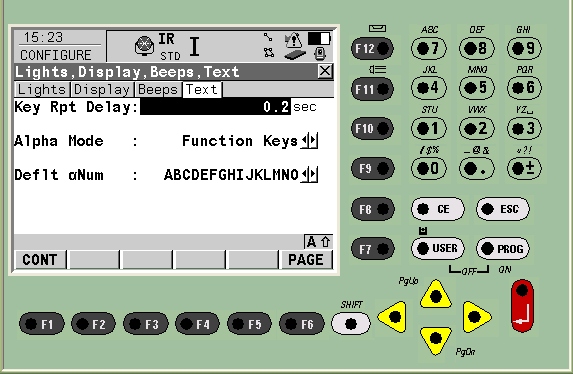 15:23
CONFIGURE
IR
STD
I
Lights,Display,Beeps,Text
Lights Display Beeps Text
Key Rpt Delay: 0.2 sec
Alpha Mode : Function Keys
Deflt αNum : ABCDEFGHIJKLMNO
A
CONT PAGE
F12
ABC DEF GHI
7 8 9
F11
JKL MNO PQR
4 5 6
F10
STU VWX YZ
1 2 3
F9
/$% _@& *?!
0 . ±
F8 CE ESC
F7 USER PROG
OFF ON
PgUp
PgDn
F1 F2 F3 F4 F5 F6 SHIFT